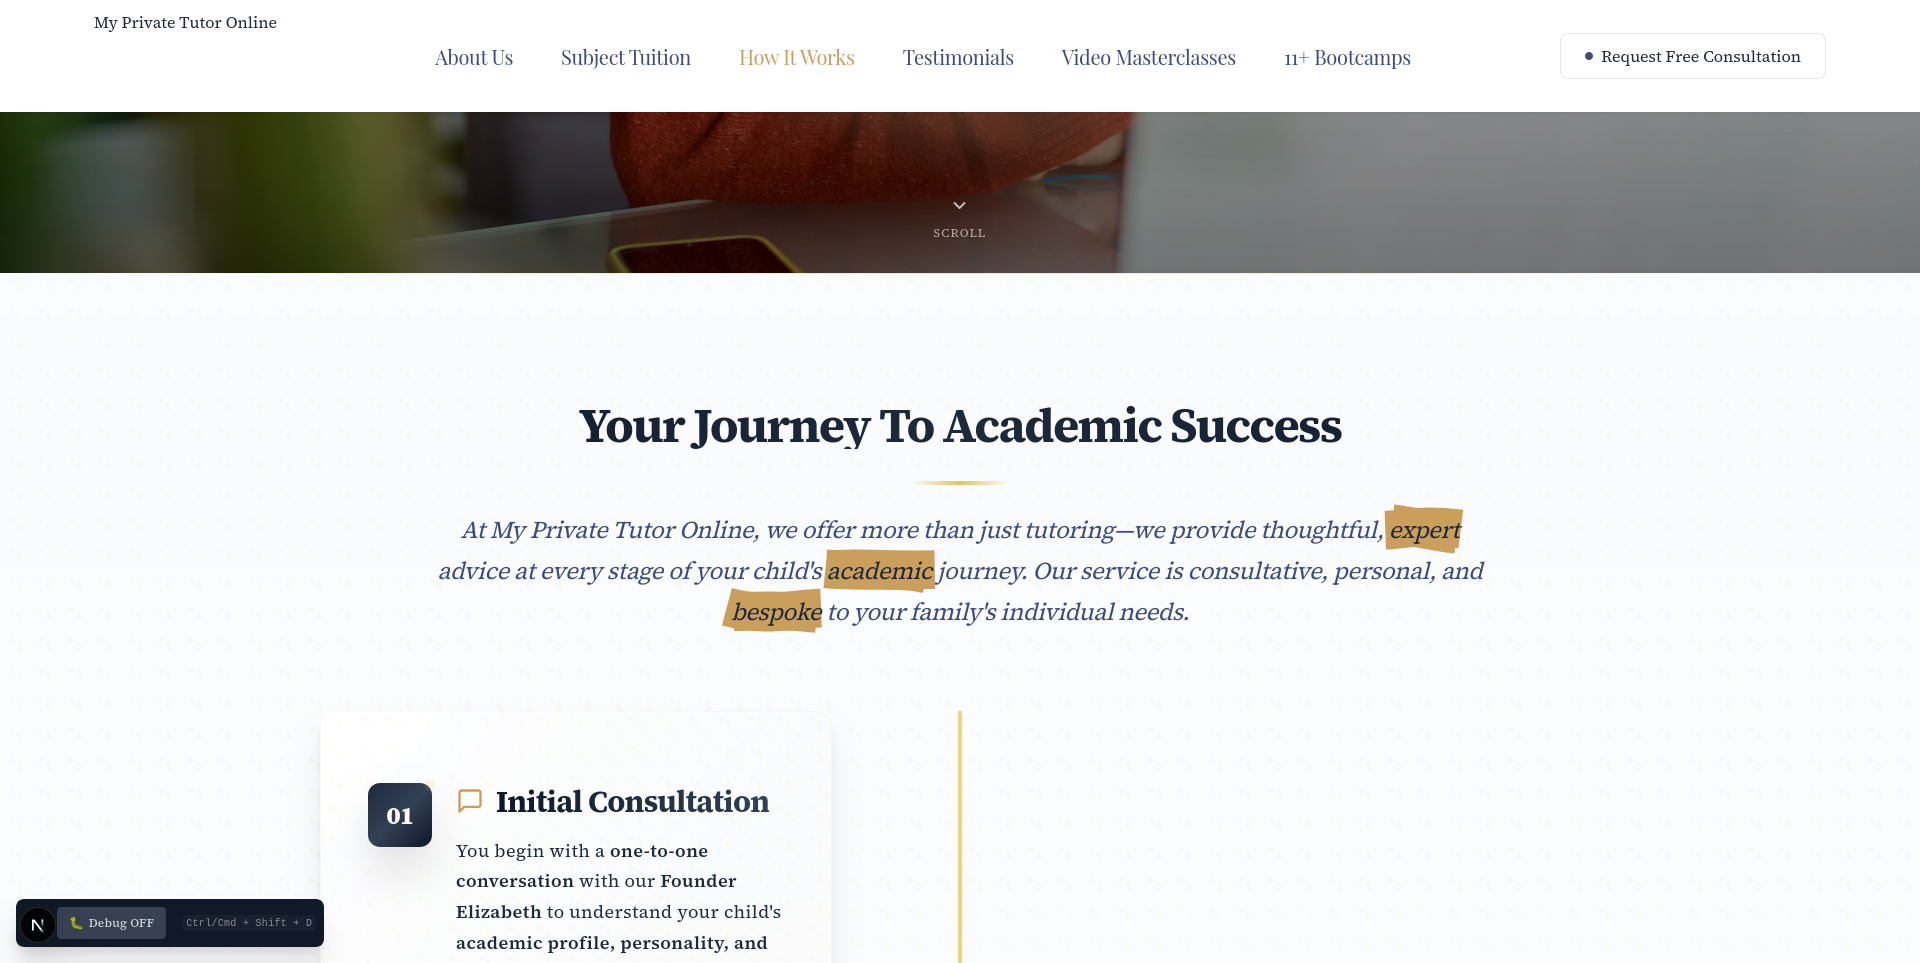 My Private Tutor Online
About Us
Subject Tuition
How It Works
Testimonials
Video Masterclasses
11+ Bootcamps
Request Free Consultation
SCROLL
Your Journey To Academic Success
At My Private Tutor Online, we offer more than just tutoring—we provide thoughtful, expert
advice at every stage of your child's academic journey. Our service is consultative, personal, and
bespoke to your family's individual needs.
01
Initial Consultation
You begin with a one-to-one
conversation with our Founder
Elizabeth to understand your child's
academic profile, personality, and
N
🐛 Debug OFF
Ctrl/Cmd + Shift + D